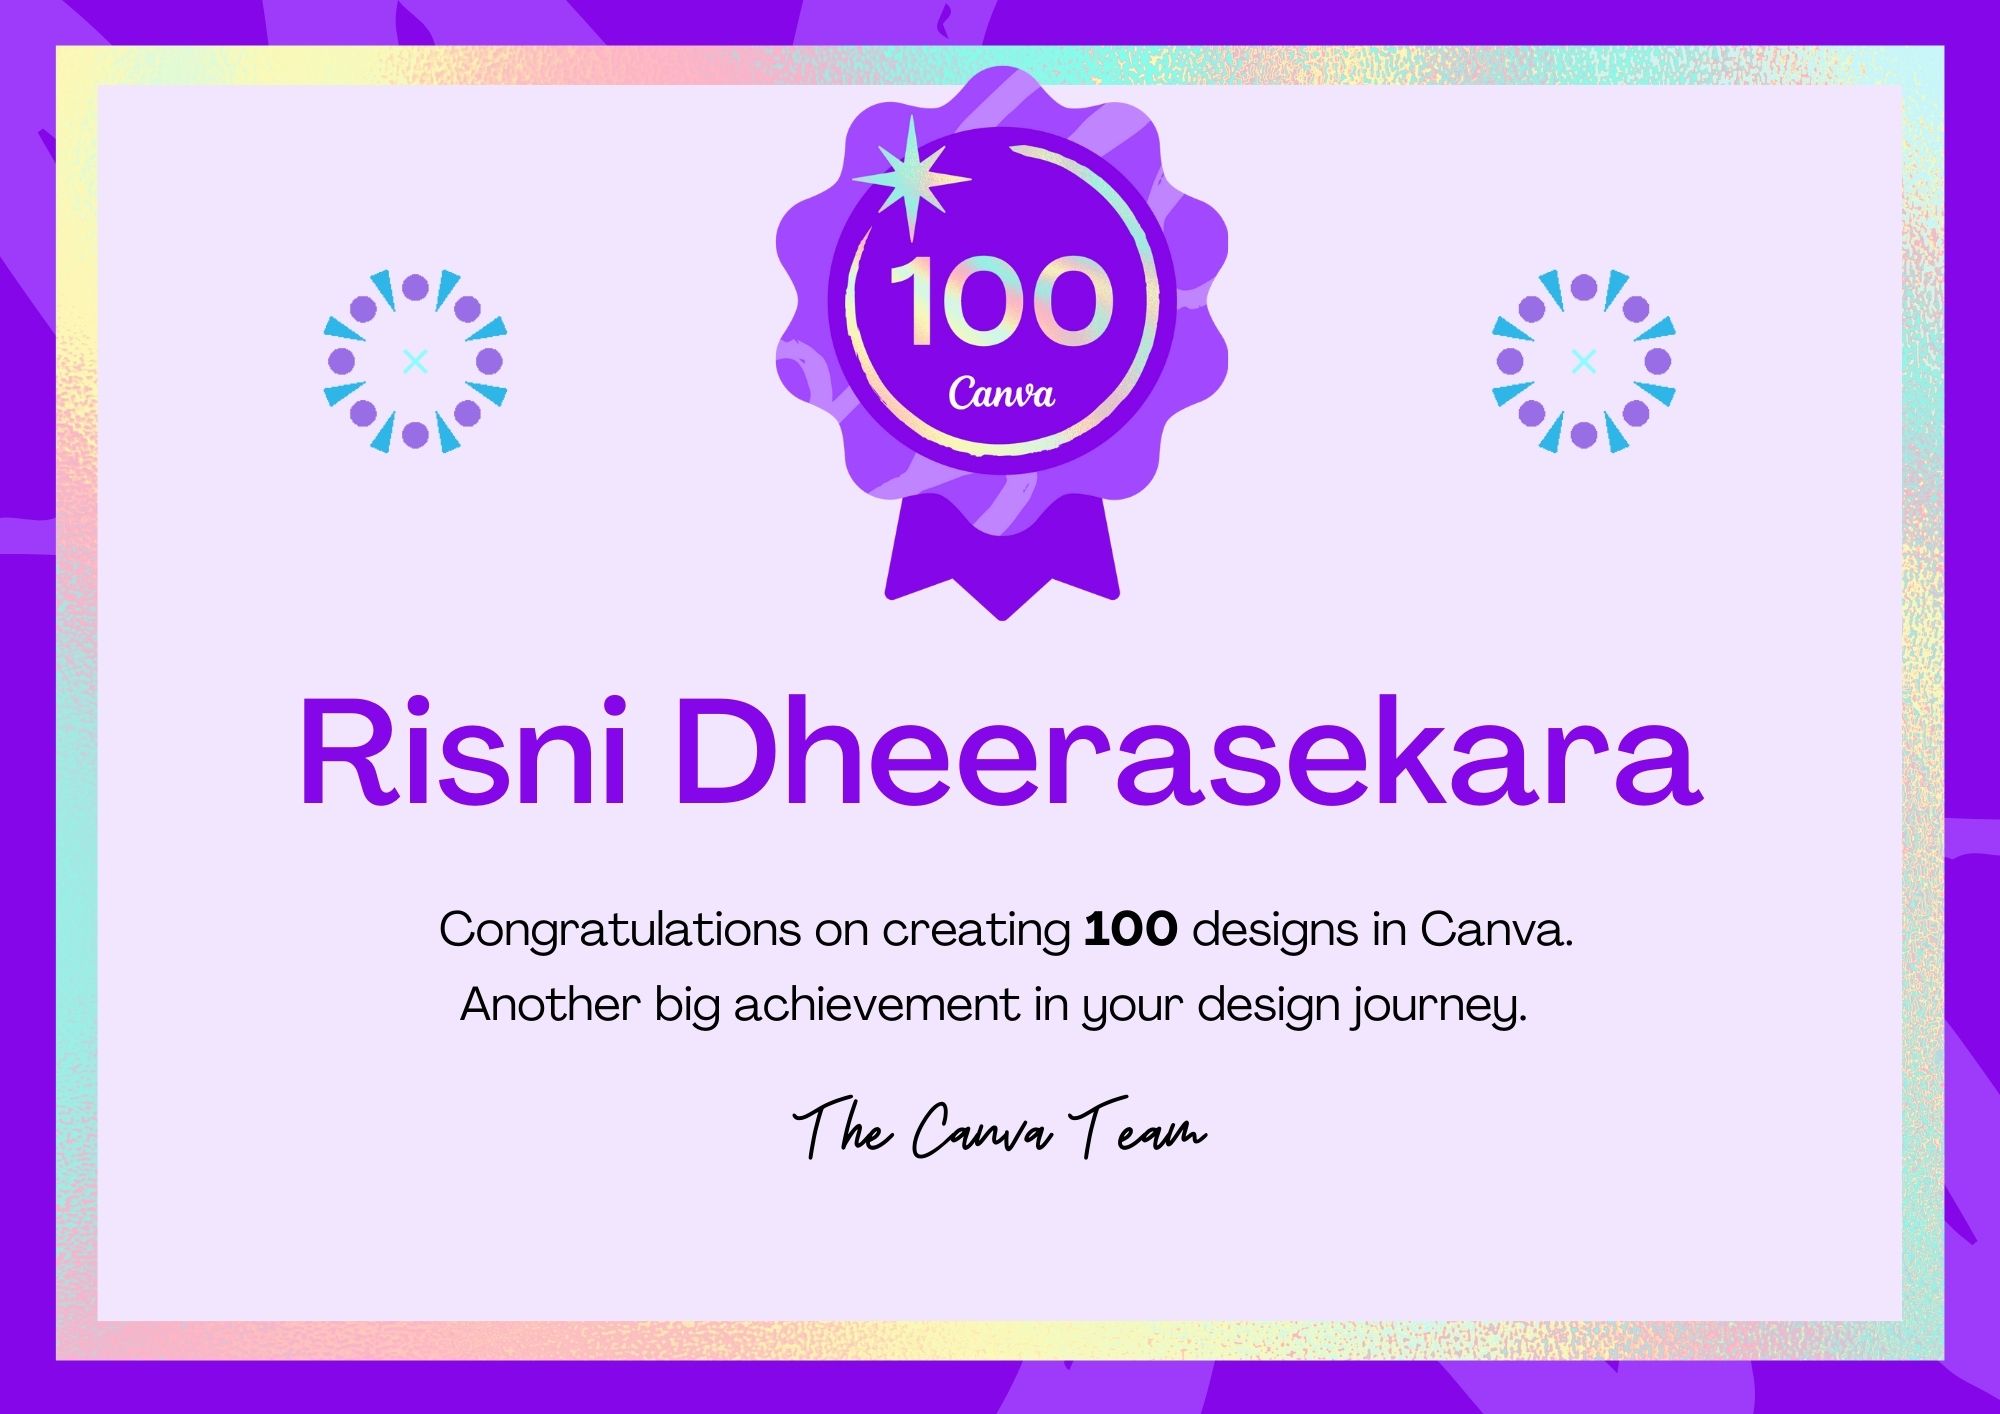 100
Canva
Risni Dheerasekara
Congratulations on creating 100 designs in Canva.
Another big achievement in your design journey.
The Canva Team